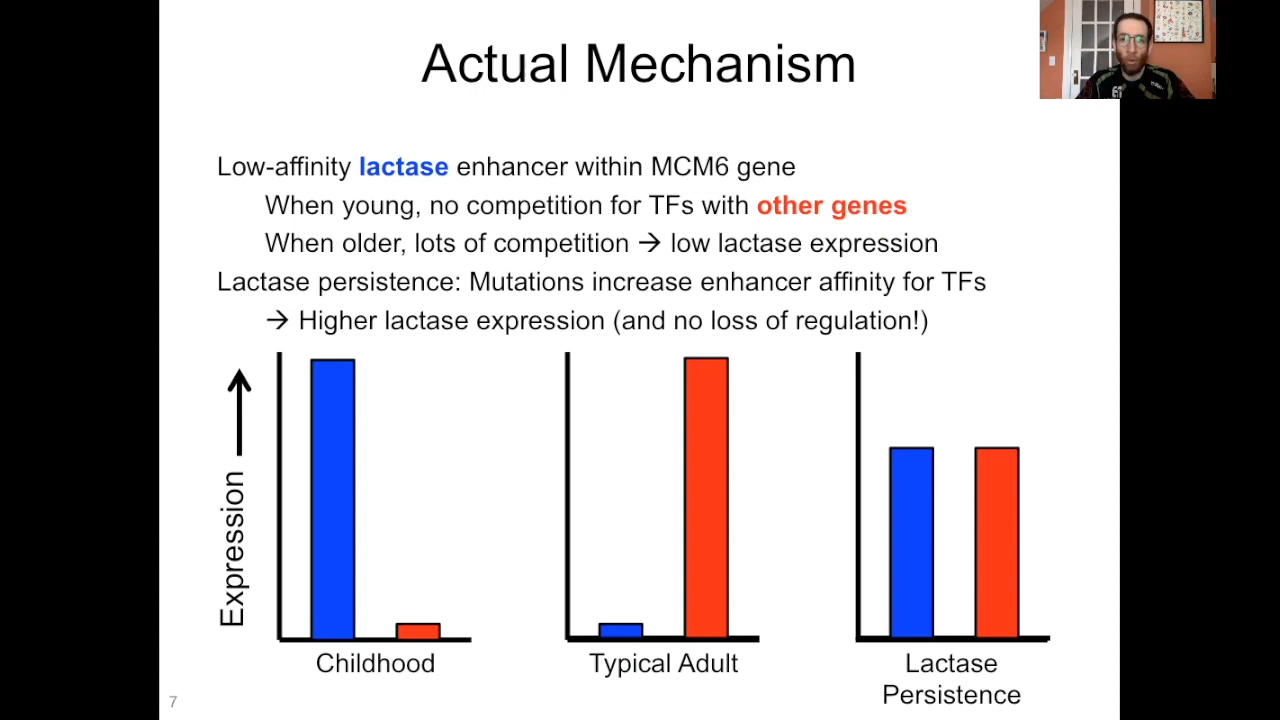 Actual Mechanism
Low-affinity lactase enhancer within MCM6 gene
When young, no competition for TFs with other genes
When older, lots of competition → low lactase expression
Lactase persistence: Mutations increase enhancer affinity for TFs
→ Higher lactase expression (and no loss of regulation!)
Expression
Childhood
Typical Adult
Lactase
Persistence
7